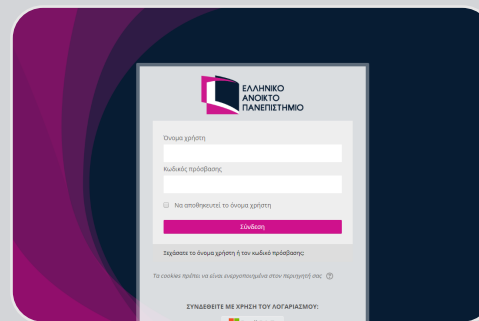 ΕΛΛΗΝΙΚΟ
ΑΝΟΙΚΤΟ
ΠΑΝΕΠΙΣΤΗΜΙΟ
Όνομα χρήστη
Κωδικός πρόσβασης
Να αποθηκευτεί το όνομα χρήστη
Σύνδεση
Ξεχάσατε το όνομα χρήστη ή τον κωδικό πρόσβασης;
Τα cookies πρέπει να είναι ενεργοποιημένα στον περιηγητή σας
ΣΥΝΔΕΘΕΙΤΕ ΜΕ ΧΡΗΣΗ ΤΟΥ ΛΟΓΑΡΙΑΣΜΟΥ: